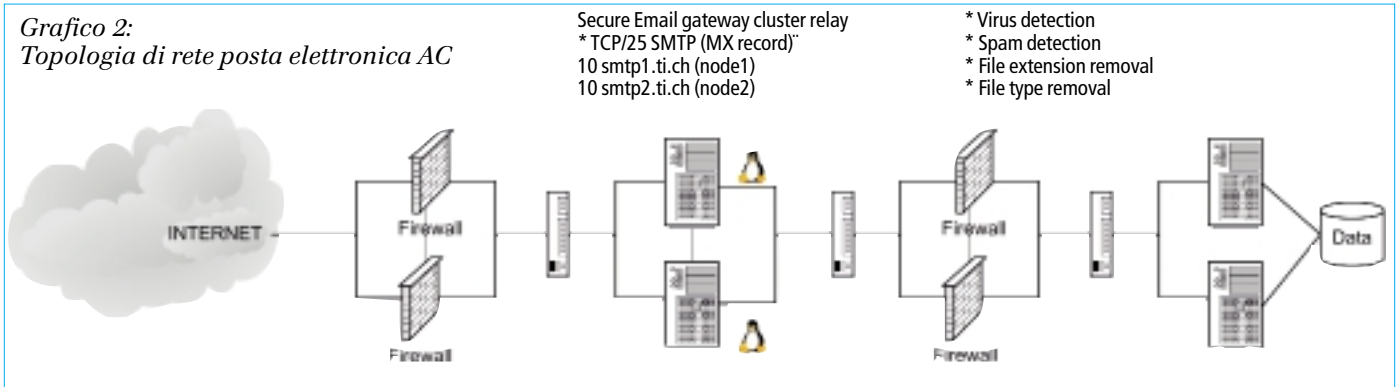 Grafico 2:
Topologia di rete posta elettronica AC
Secure Email gateway cluster relay
* TCP/25 SMTP (MX record)¨
10 smtp1.ti.ch (node1)
10 smtp2.ti.ch (node2)
* Virus detection
* Spam detection
* File extension removal
* File type removal
INTERNET
Firewall
Firewall
Firewall
Firewall
Data